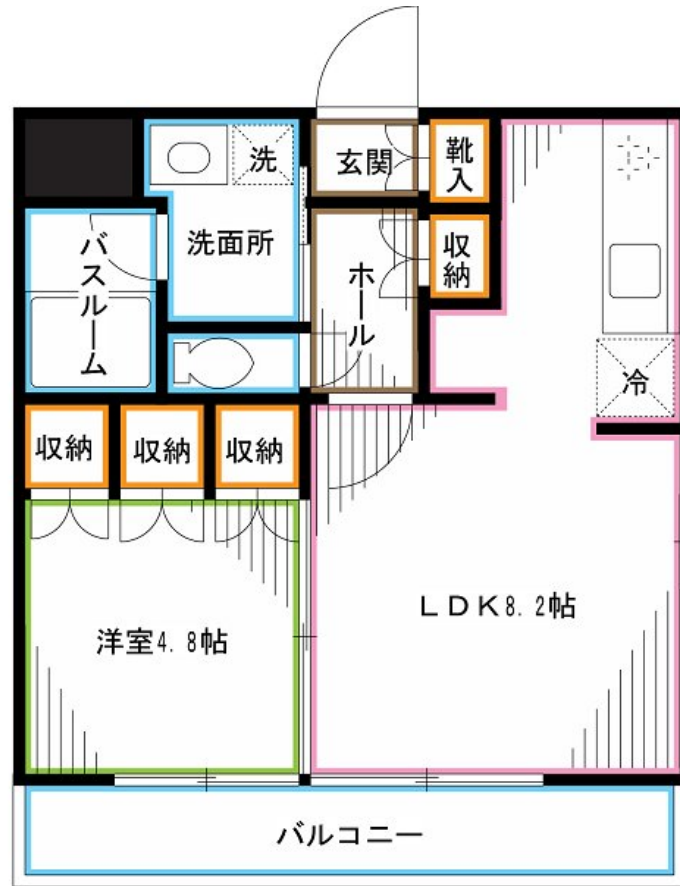 玄関
靴入
洗
洗面所
収納
バスルーム
ホール
冷
収納
収納
収納
LDK8.2帖
洋室4.8帖
バルコニー